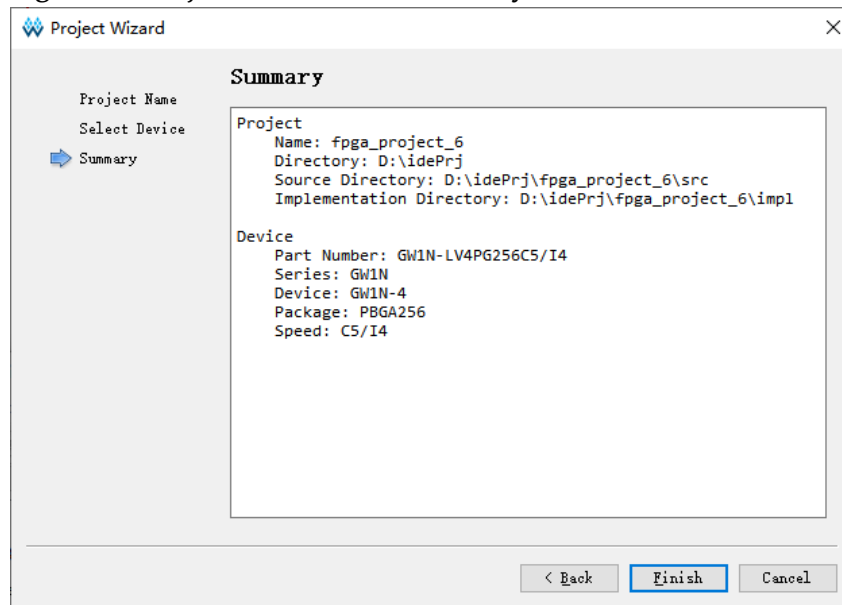 Project Wizard
Summary
Project Name
Select Device
Summary
Project
Name: fpga_project_6
Directory: D:\idePrj
Source Directory: D:\idePrj\fpga_project_6\src
Implementation Directory: D:\idePrj\fpga_project_6\impl
Device
Part Number: GW1N-LV4PG256C5/I4
Series: GW1N
Device: GW1N-4
Package: PBGA256
Speed: C5/I4
< Back
Finish
Cancel